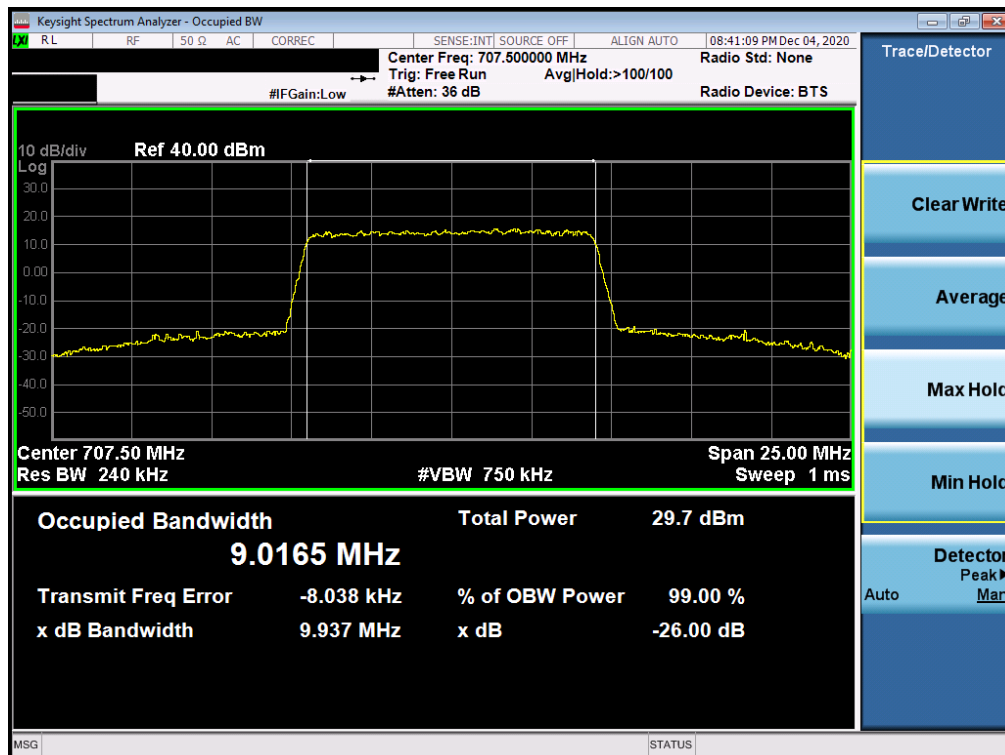 Keysight Spectrum Analyzer - Occupied BW
LXI RL RF 50 Ω AC CORREC SENSE:INT SOURCE OFF ALIGN AUTO 08:41:09 PM Dec 04, 2020
Center Freq: 707.500000 MHz Radio Std: None
Trig: Free Run Avg|Hold:>100/100
#IFGain:Low #Atten: 36 dB Radio Device: BTS
10 dB/div Ref 40.00 dBm
Log
30.0
20.0
10.0
0.00
-10.0
-20.0
-30.0
-40.0
-50.0
Center 707.50 MHz Span 25.00 MHz
Res BW 240 kHz #VBW 750 kHz Sweep 1 ms
Occupied Bandwidth Total Power 29.7 dBm
9.0165 MHz
Transmit Freq Error -8.038 kHz % of OBW Power 99.00 %
x dB Bandwidth 9.937 MHz x dB -26.00 dB
MSG STATUS
Trace/Detector
Clear Write
Average
Max Hold
Min Hold
Detector
Peak▶
Auto Man